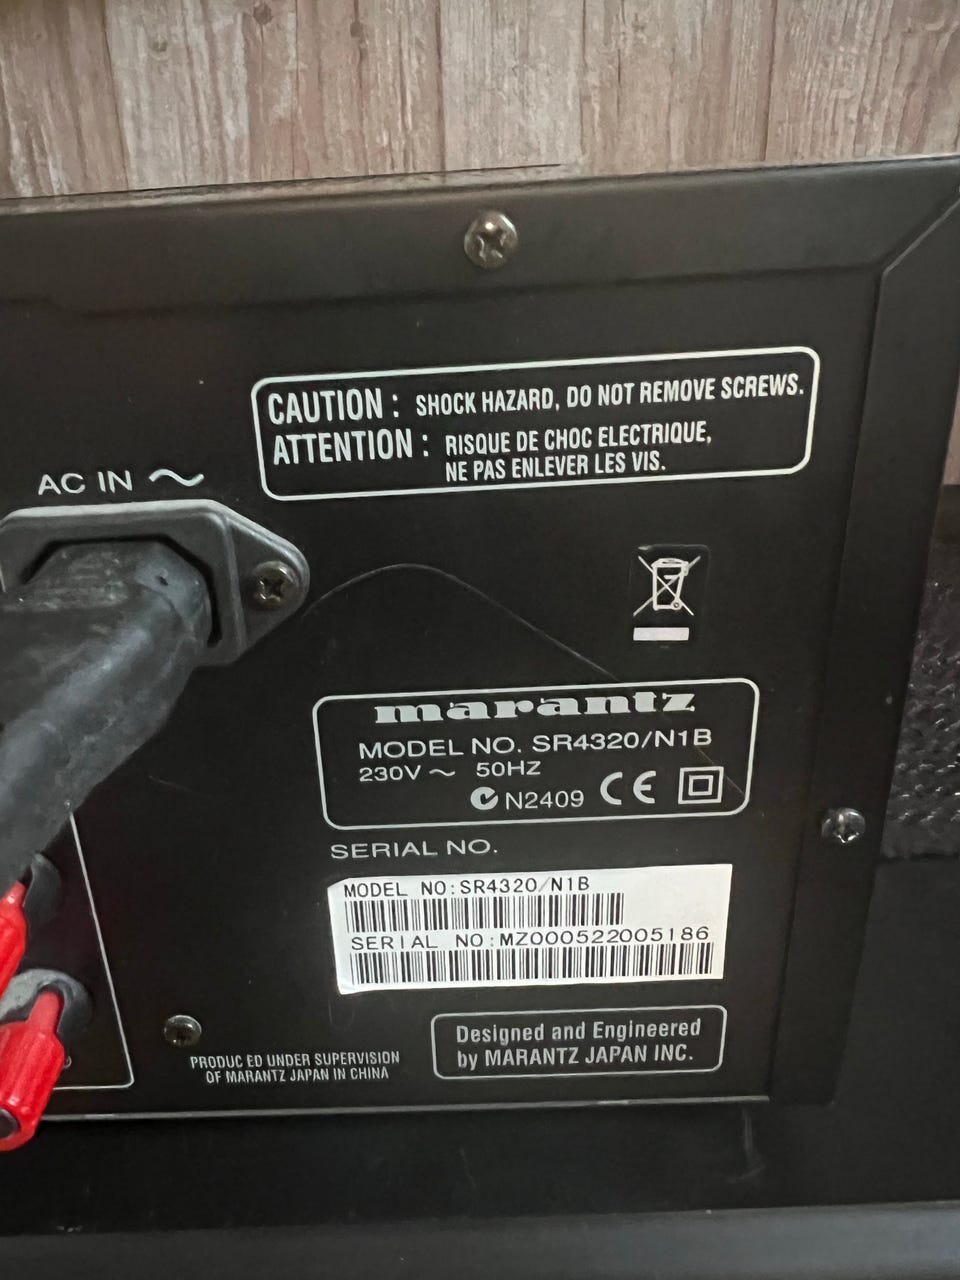 CAUTION : SHOCK HAZARD, DO NOT REMOVE SCREWS.
ATTENTION : RISQUE DE CHOC ELECTRIQUE,
NE PAS ENLEVER LES VIS.
AC IN ~
marantz
MODEL NO. SR4320/N1B
230V ~ 50HZ
N2409 CE
SERIAL NO.
MODEL NO:SR4320/N1B
SERIAL NO:MZ000522005186
Designed and Engineered
by MARANTZ JAPAN INC.
PRODUC ED UNDER SUPERVISION
OF MARANTZ JAPAN IN CHINA